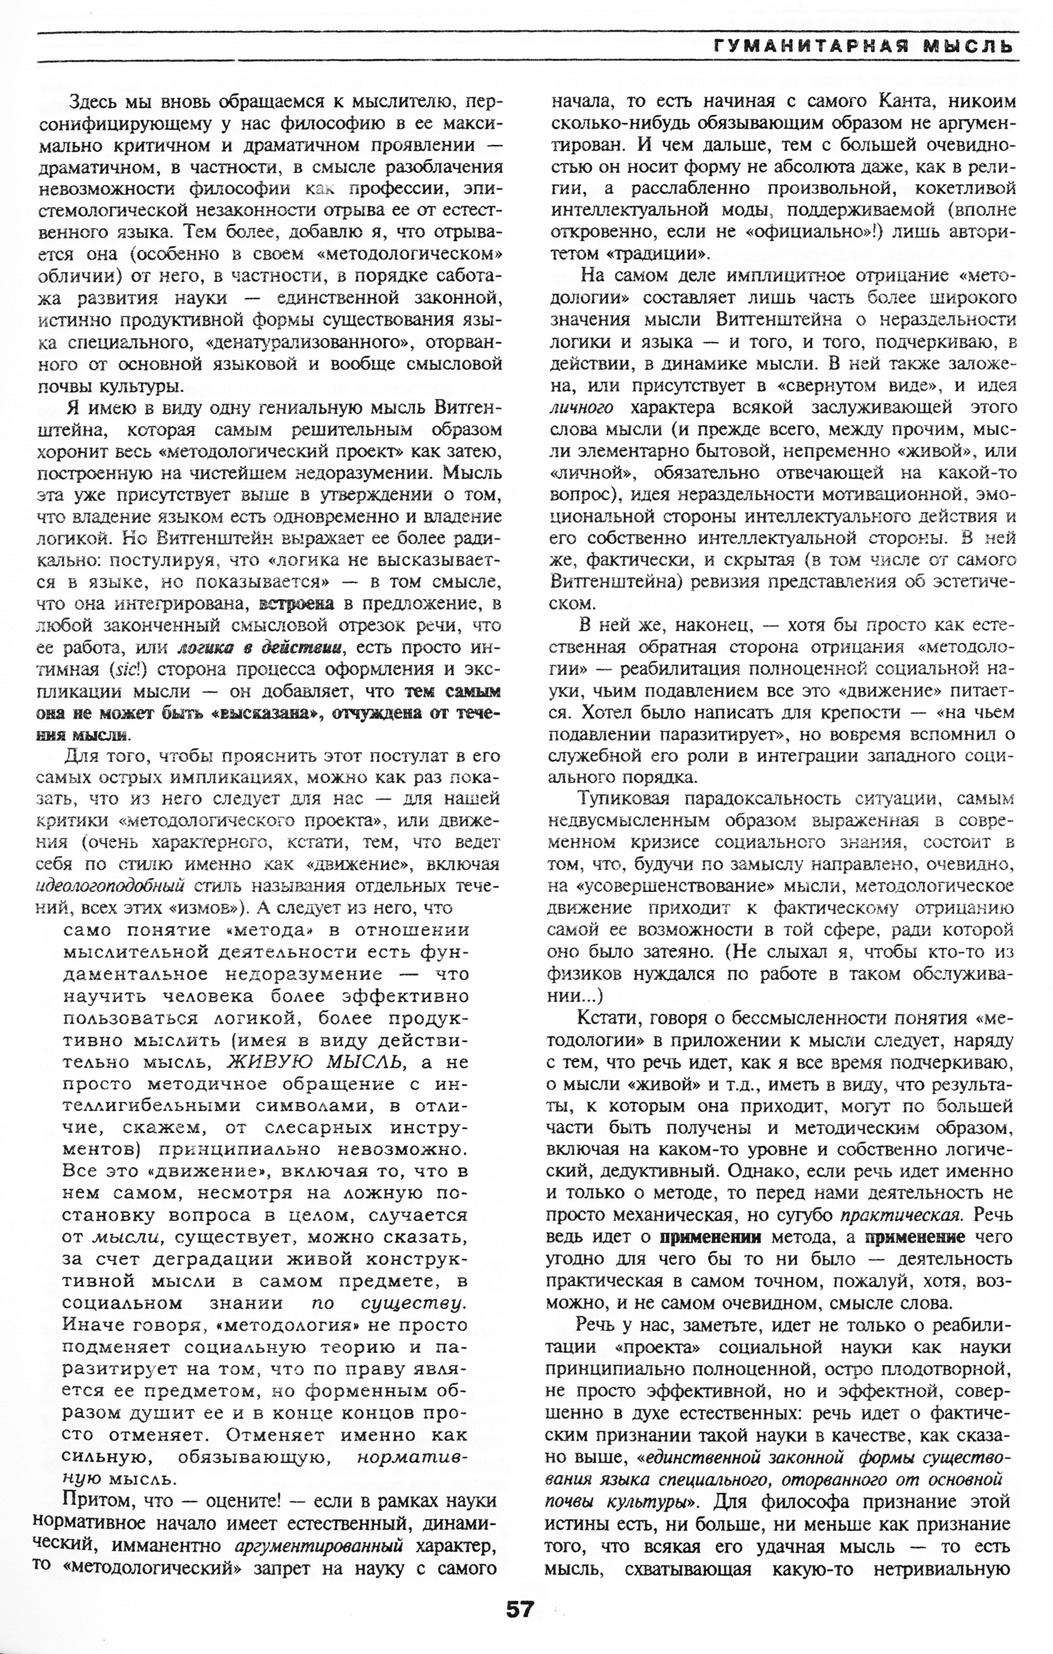 ГУМАНИТАРНАЯ МЫСЛЬ
Здесь мы вновь обращаемся к мыслителю, пер-
сонифицирующему у нас философию в ее макси-
мально критичном и драматичном проявлении —
драматичном, в частности, в смысле разоблачения
невозможности философии как профессии, эпи-
стемологической незаконности отрыва ее от естест-
венного языка. Тем более, добавлю я, что отрыва-
ется она (особенно в своем «методологическом»
обличии) от него, в частности, в порядке сабота-
жа развития науки — единственной законной,
истинно продуктивной формы существования язы-
ка специального, «денатурализованного», оторван-
ного от основной языковой и вообще смысловой
почвы культуры.
Я имею в виду одну гениальную мысль Витген-
штейна, которая самым решительным образом
хоронит весь «методологический проект» как затею,
построенную на чистейшем недоразумении. Мысль
эта уже присутствует выше в утверждении о том,
что владение языком есть одновременно и владение
логикой. Но Витгенштейн выражает ее более ради-
кально: постулируя, что «логика не высказывает-
ся в языке, но показывается» — в том смысле,
что она интегрирована, встроена в предложение, в
любой законченный смысловой отрезок речи, что
ее работа, или логика в действии, есть просто ин-
тимная (sic!) сторона процесса оформления и экс-
пликации мысли — он добавляет, что тем самым
она не может быть «высказана», отчуждена от тече-
ния мысли.
Для того, чтобы прояснить этот постулат в его
самых острых импликациях, можно как раз пока-
зать, что из него следует для нас — для нашей
критики «методологического проекта», или движе-
ния (очень характерного, кстати, тем, что ведет
себя по стилю именно как «движение», включая
идеологоподобный стиль называния отдельных тече-
ний, всех этих «измов»). А следует из него, что
само понятие «метода» в отношении
мыслительной деятельности есть фун-
даментальное недоразумение — что
научить человека более эффективно
пользоваться логикой, более продук-
тивно мыслить (имея в виду действи-
тельно мысль, ЖИВУЮ МЫСЛЬ, а не
просто методичное обращение с ин-
теллигибельными символами, в отли-
чие, скажем, от слесарных инстру-
ментов) принципиально невозможно.
Все это «движение», включая то, что в
нем самом, несмотря на ложную по-
становку вопроса в целом, случается
от мысли, существует, можно сказать,
за счет деградации живой конструк-
тивной мысли в самом предмете, в
социальном знании по существу.
Иначе говоря, «методология» не просто
подменяет социальную теорию и па-
разитирует на том, что по праву явля-
ется ее предметом, но форменным об-
разом душит ее и в конце концов про-
сто отменяет. Отменяет именно как
сильную, обязывающую, норматив-
ную мысль.
Притом, что — оцените! — если в рамках науки
нормативное начало имеет естественный, динами-
ческий, имманентно аргументированный характер,
то «методологический» запрет на науку с самого
начала, то есть начиная с самого Канта, никоим
сколько-нибудь обязывающим образом не аргумен-
тирован. И чем дальше, тем с большей очевидно-
стью он носит форму не абсолюта даже, как в рели-
гии, а расслабленно произвольной, кокетливой
интеллектуальной моды, поддерживаемой (вполне
откровенно, если не «официально»!) лишь автори-
тетом «традиции».
На самом деле имплицитное отрицание «мето-
дологии» составляет лишь часть более широкого
значения мысли Витгенштейна о нераздельности
логики и языка — и того, и того, подчеркиваю, в
действии, в динамике мысли. В ней также заложе-
на, или присутствует в «свернутом виде», и идея
личного характера всякой заслуживающей этого
слова мысли (и прежде всего, между прочим, мыс-
ли элементарно бытовой, непременно «живой», или
«личной», обязательно отвечающей на какой-то
вопрос), идея нераздельности мотивационной, эмо-
циональной стороны интеллектуального действия и
его собственно интеллектуальной стороны. В ней
же, фактически, и скрытая (в том числе от самого
Витгенштейна) ревизия представления об эстетиче-
ском.
В ней же, наконец, — хотя бы просто как есте-
ственная обратная сторона отрицания «методоло-
гии» — реабилитация полноценной социальной на-
уки, чьим подавлением все это «движение» питает-
ся. Хотел было написать для крепости — «на чьем
подавлении паразитирует», но вовремя вспомнил о
служебной его роли в интеграции западного соци-
ального порядка.
Тупиковая парадоксальность ситуации, самым
недвусмысленным образом выраженная в совре-
менном кризисе социального знания, состоит в
том, что, будучи по замыслу направлено, очевидно,
на «усовершенствование» мысли, методологическое
движение приходит к фактическому отрицанию
самой ее возможности в той сфере, ради которой
оно было затеяно. (Не слыхал я, чтобы кто-то из
физиков нуждался по работе в таком обслужива-
нии...)
Кстати, говоря о бессмысленности понятия «ме-
тодологии» в приложении к мысли следует, наряду
с тем, что речь идет, как я все время подчеркиваю,
о мысли «живой» и т.д., иметь в виду, что результа-
ты, к которым она приходит, могут по большей
части быть получены и методическим образом,
включая на каком-то уровне и собственно логиче-
ский, дедуктивный. Однако, если речь идет именно
и только о методе, то перед нами деятельность не
просто механическая, но сугубо практическая. Речь
ведь идет о применении метода, а применение чего
угодно для чего бы то ни было — деятельность
практическая в самом точном, пожалуй, хотя, воз-
можно, и не самом очевидном, смысле слова.
Речь у нас, заметьте, идет не только о реабили-
тации «проекта» социальной науки как науки
принципиально полноценной, остро плодотворной,
не просто эффективной, но и эффектной, совер-
шенно в духе естественных: речь идет о фактиче-
ским признании такой науки в качестве, как сказа-
но выше, «единственной законной формы существо-
вания языка специального, оторванного от основной
почвы культуры». Для философа признание этой
истины есть, ни больше, ни меньше как признание
того, что всякая его удачная мысль — то есть
мысль, схватывающая какую-то нетривиальную
57